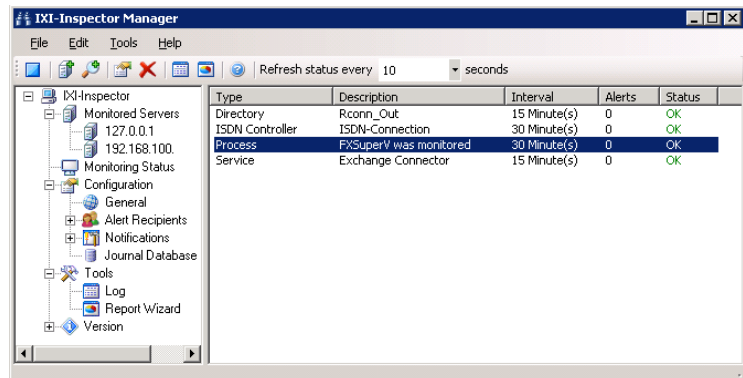 IXI-Inspector Manager
File Edit Tools Help
Refresh status every 10 seconds
IXI-Inspector
Monitored Servers
127.0.0.1
192.168.100.
Monitoring Status
Configuration
General
Alert Recipients
Notifications
Journal Database
Tools
Log
Report Wizard
Version
Type Description Interval Alerts Status
Directory Rconn_Out 15 Minute(s) 0 OK
ISDN Controller ISDN-Connection 30 Minute(s) 0 OK
Process FXSuperV was monitored 30 Minute(s) 0 OK
Service Exchange Connector 15 Minute(s) 0 OK